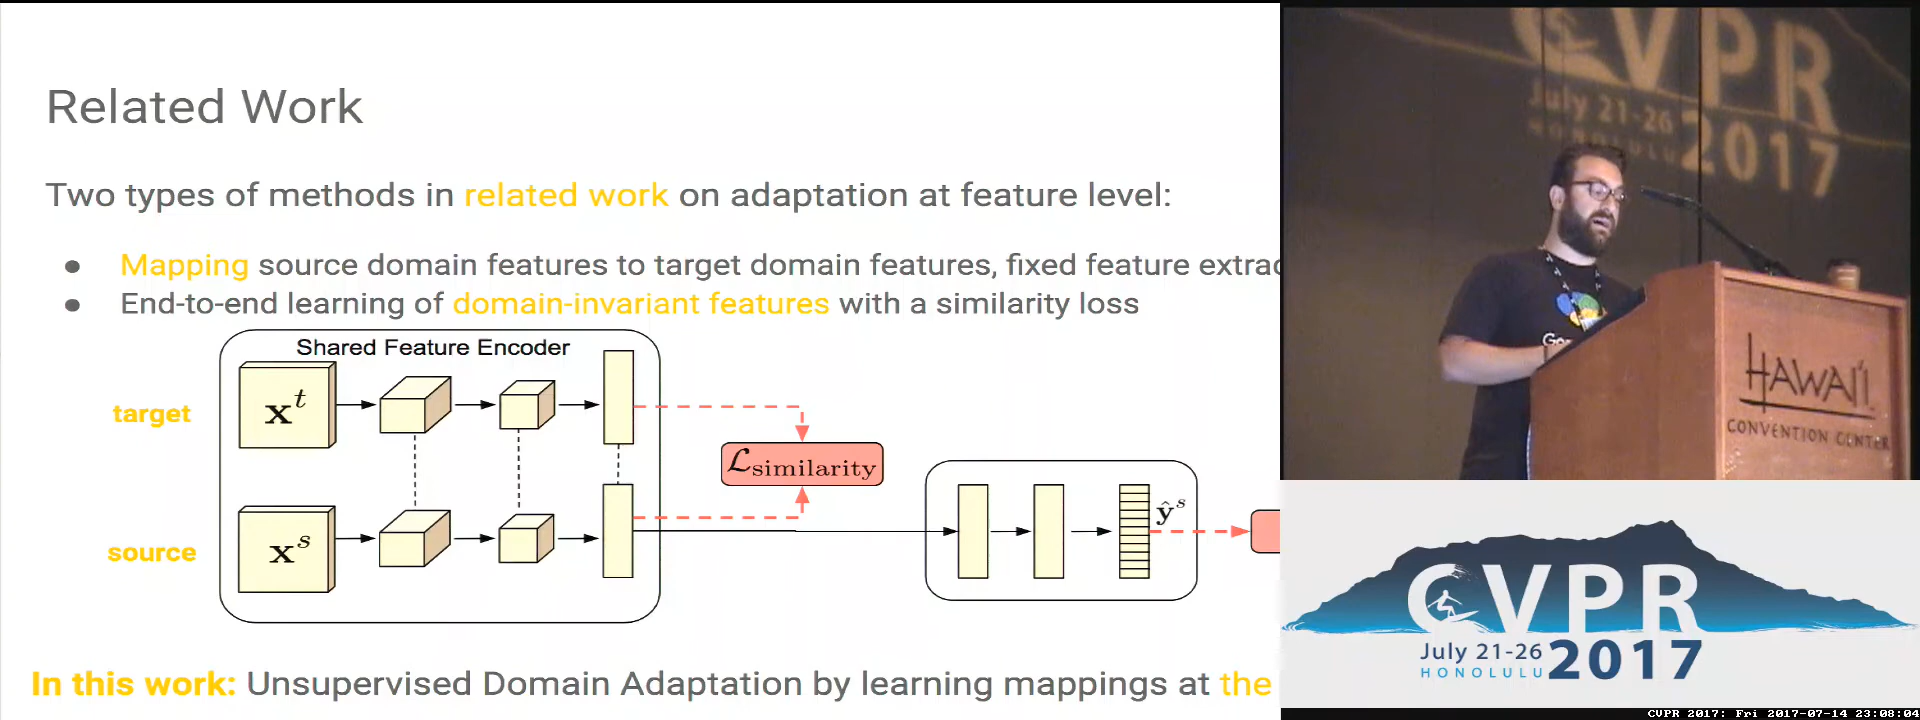 Related Work
Two types of methods in related work on adaptation at feature level:
● Mapping source domain features to target domain features, fixed feature extrac
● End-to-end learning of domain-invariant features with a similarity loss
Shared Feature Encoder
target
x^t
L_similarity
source
x^s
ŷ^s
In this work: Unsupervised Domain Adaptation by learning mappings at the
CVPR
July 21-26
HONOLULU
2017
Go
HAWAI'I
CONVENTION CENTER
CVPR
July 21-26
HONOLULU
2017
CVPR 2017: Fri 2017-07-14 23:08:04